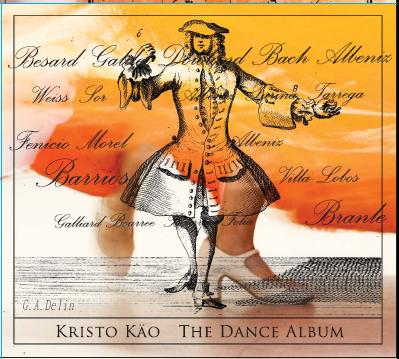 Besard Bach Albeniz
Weiss Sor Tarrega
Fenicio Morel Albeniz
Barrios Villa Lobos
Branle
Galliard Bourree Folia
G.A.Delin
KRISTO KÄO THE DANCE ALBUM